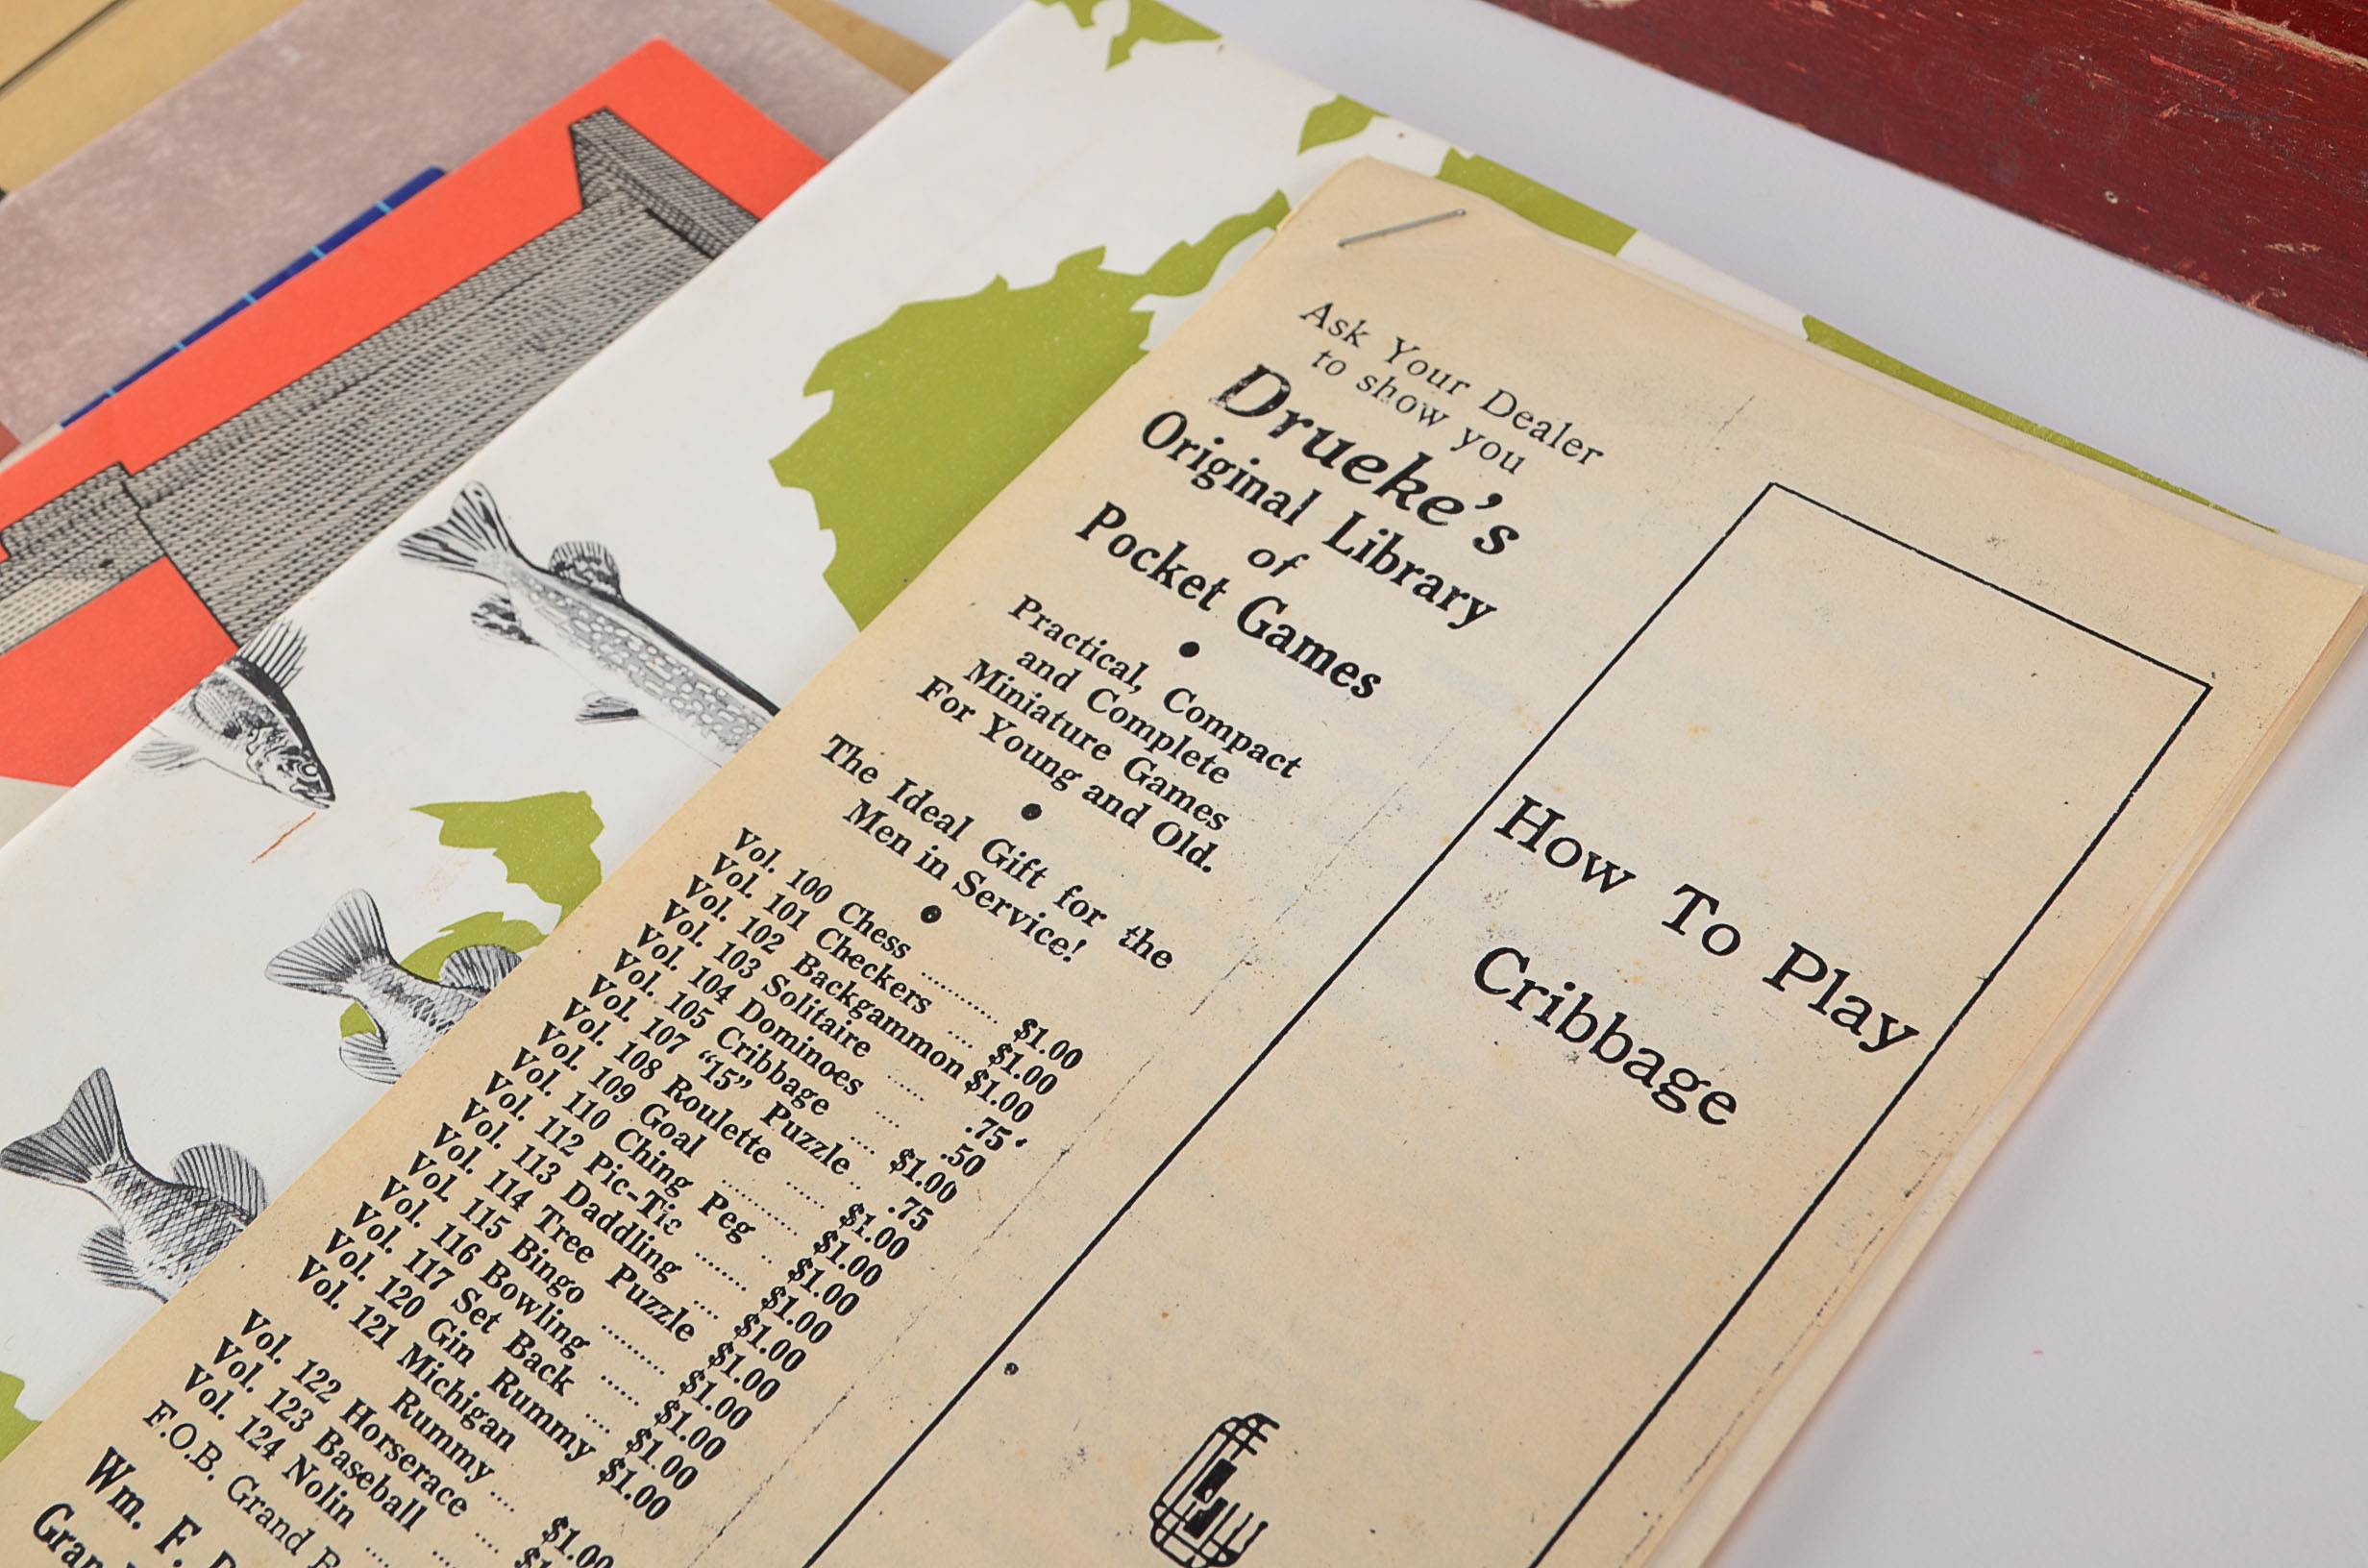 Ask Your Dealer
to show you
Drueke's
Original Library
of
Pocket Games
Practical, Compact
and Complete
Miniature Games
For Young and Old.
The Ideal Gift for the
Men in Service!
Vol. 100 Chess ............ $1.00
Vol. 101 Checkers .... $1.00
Vol. 102 Backgammon $1.00
Vol. 103 Solitaire ...... .75
Vol. 104 Dominoes .... .50
Vol. 105 Cribbage .... $1.00
Vol. 107 "15" Puzzle .. .75
Vol. 108 Roulette ...... $1.00
Vol. 109 Goal ............ $1.00
Vol. 110 Ching Peg .. $1.00
Vol. 112 Pic-Tic ........ $1.00
Vol. 113 Daddling .... $1.00
Vol. 114 Tree Puzzle $1.00
Vol. 115 Bingo .......... $1.00
Vol. 116 Bowling ...... $1.00
Vol. 117 Set Back .... $1.00
Vol. 120 Gin Rummy $1.00
Vol. 121 Michigan
Rummy .... $1.00
Vol. 122 Horserace ....
Vol. 123 Baseball ....
Vol. 124 Nolin ....
F.O.B. Grand
Wm. F.
How To Play
Cribbage